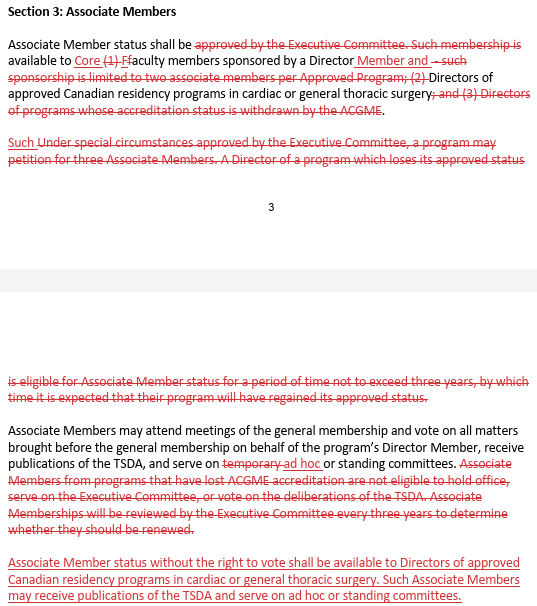 Section 3: Associate Members
Associate Member status shall be approved by the Executive Committee. Such membership is
available to Core (1) Ffaculty members sponsored by a Director Member and - such
sponsorship is limited to two associate members per Approved Program; (2) Directors of
approved Canadian residency programs in cardiac or general thoracic surgery; and (3) Directors
of programs whose accreditation status is withdrawn by the ACGME.
Such Under special circumstances approved by the Executive Committee, a program may
petition for three Associate Members. A Director of a program which loses its approved status
3
is eligible for Associate Member status for a period of time not to exceed three years, by which
time it is expected that their program will have regained its approved status.
Associate Members may attend meetings of the general membership and vote on all matters
brought before the general membership on behalf of the program's Director Member, receive
publications of the TSDA, and serve on temporary ad hoc or standing committees. Associate
Members from programs that have lost ACGME accreditation are not eligible to hold office,
serve on the Executive Committee, or vote on the deliberations of the TSDA. Associate
Memberships will be reviewed by the Executive Committee every three years to determine
whether they should be renewed.
Associate Member status without the right to vote shall be available to Directors of approved
Canadian residency programs in cardiac or general thoracic surgery. Such Associate Members
may receive publications of the TSDA and serve on ad hoc or standing committees.